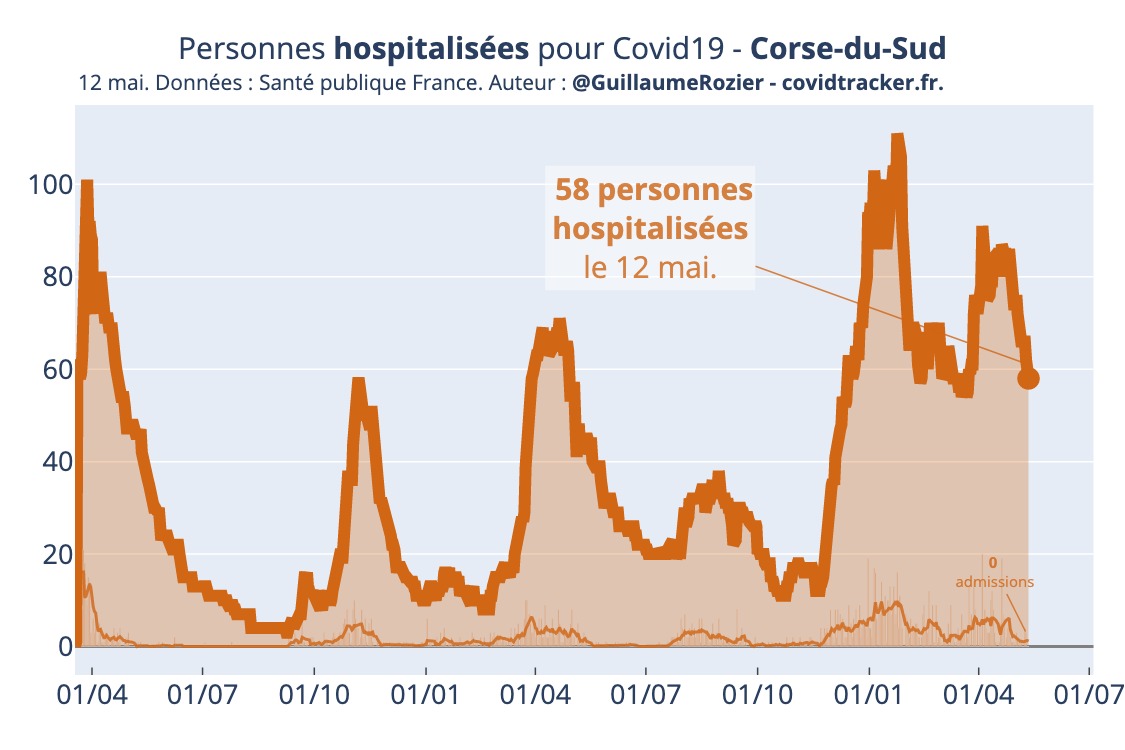 Personnes hospitalisées pour Covid19 - Corse-du-Sud
12 mai. Données : Santé publique France. Auteur : @GuillaumeRozier - covidtracker.fr.
100
80
60
40
20
0
58 personnes
hospitalisées
le 12 mai.
0
admissions
01/04 01/07 01/10 01/01 01/04 01/07 01/10 01/01 01/04 01/07